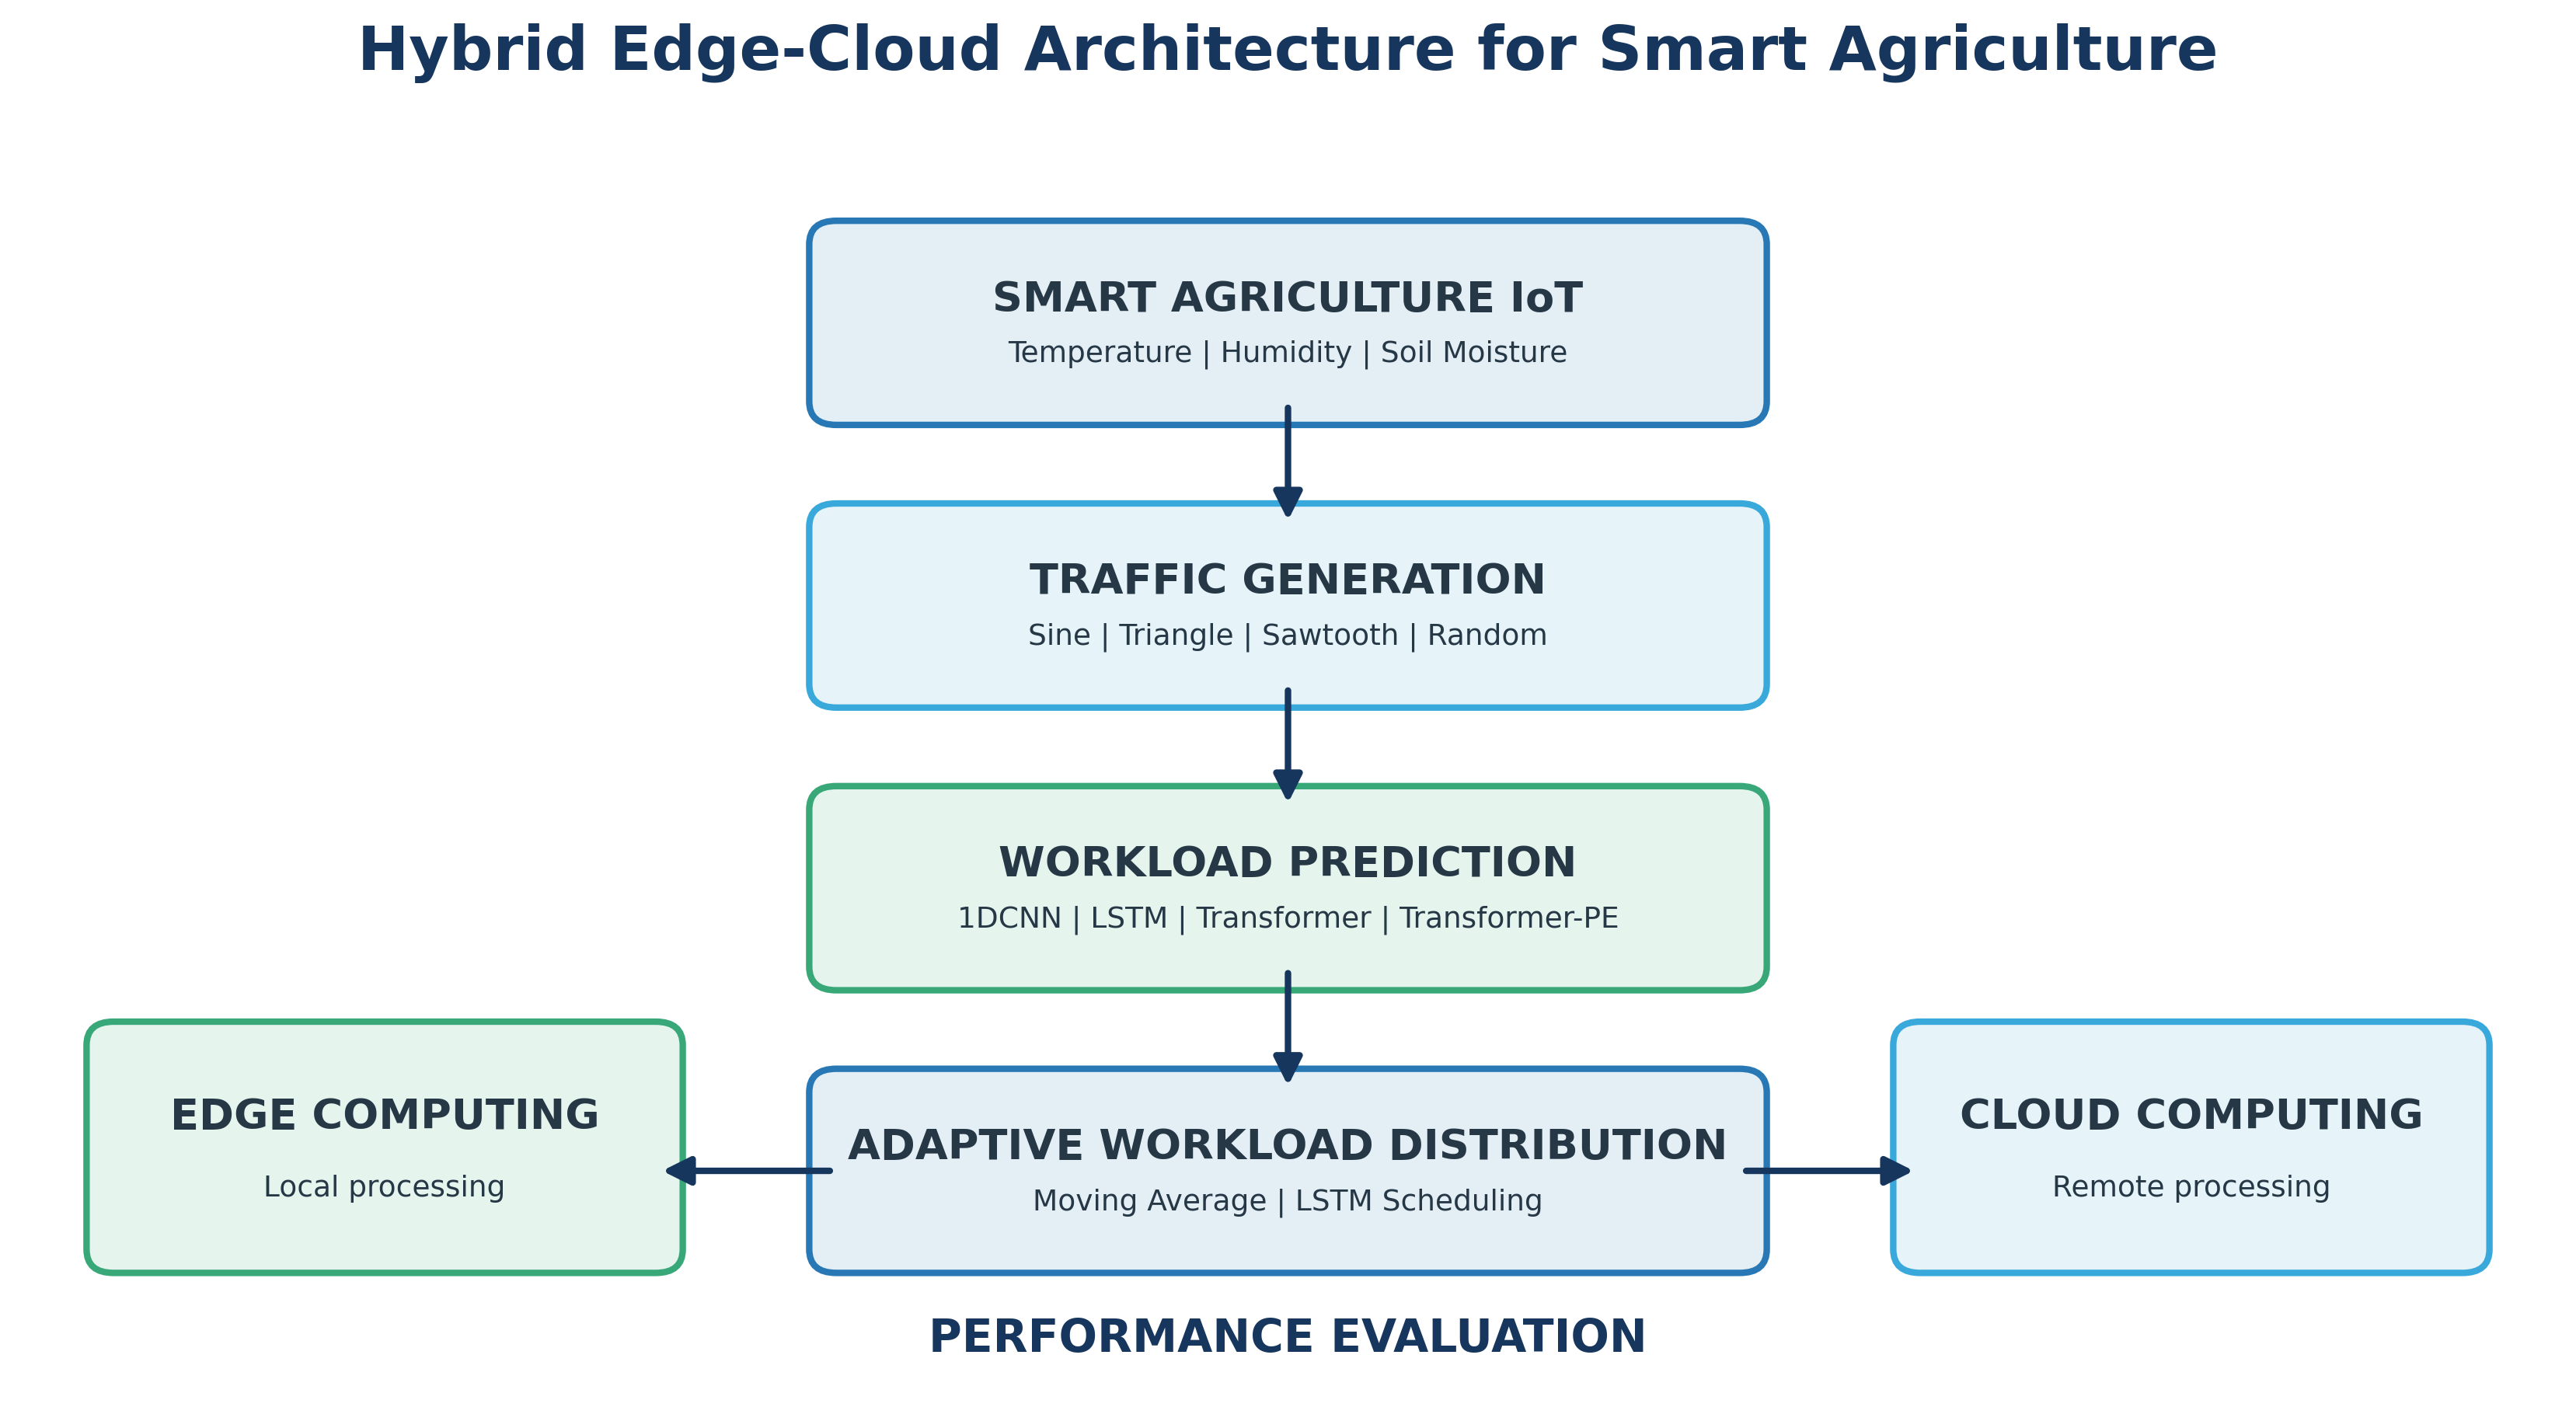 Hybrid Edge-Cloud Architecture for Smart Agriculture
SMART AGRICULTURE IoT
Temperature | Humidity | Soil Moisture
TRAFFIC GENERATION
Sine | Triangle | Sawtooth | Random
WORKLOAD PREDICTION
1DCNN | LSTM | Transformer | Transformer-PE
EDGE COMPUTING
Local processing
ADAPTIVE WORKLOAD DISTRIBUTION
Moving Average | LSTM Scheduling
CLOUD COMPUTING
Remote processing
PERFORMANCE EVALUATION